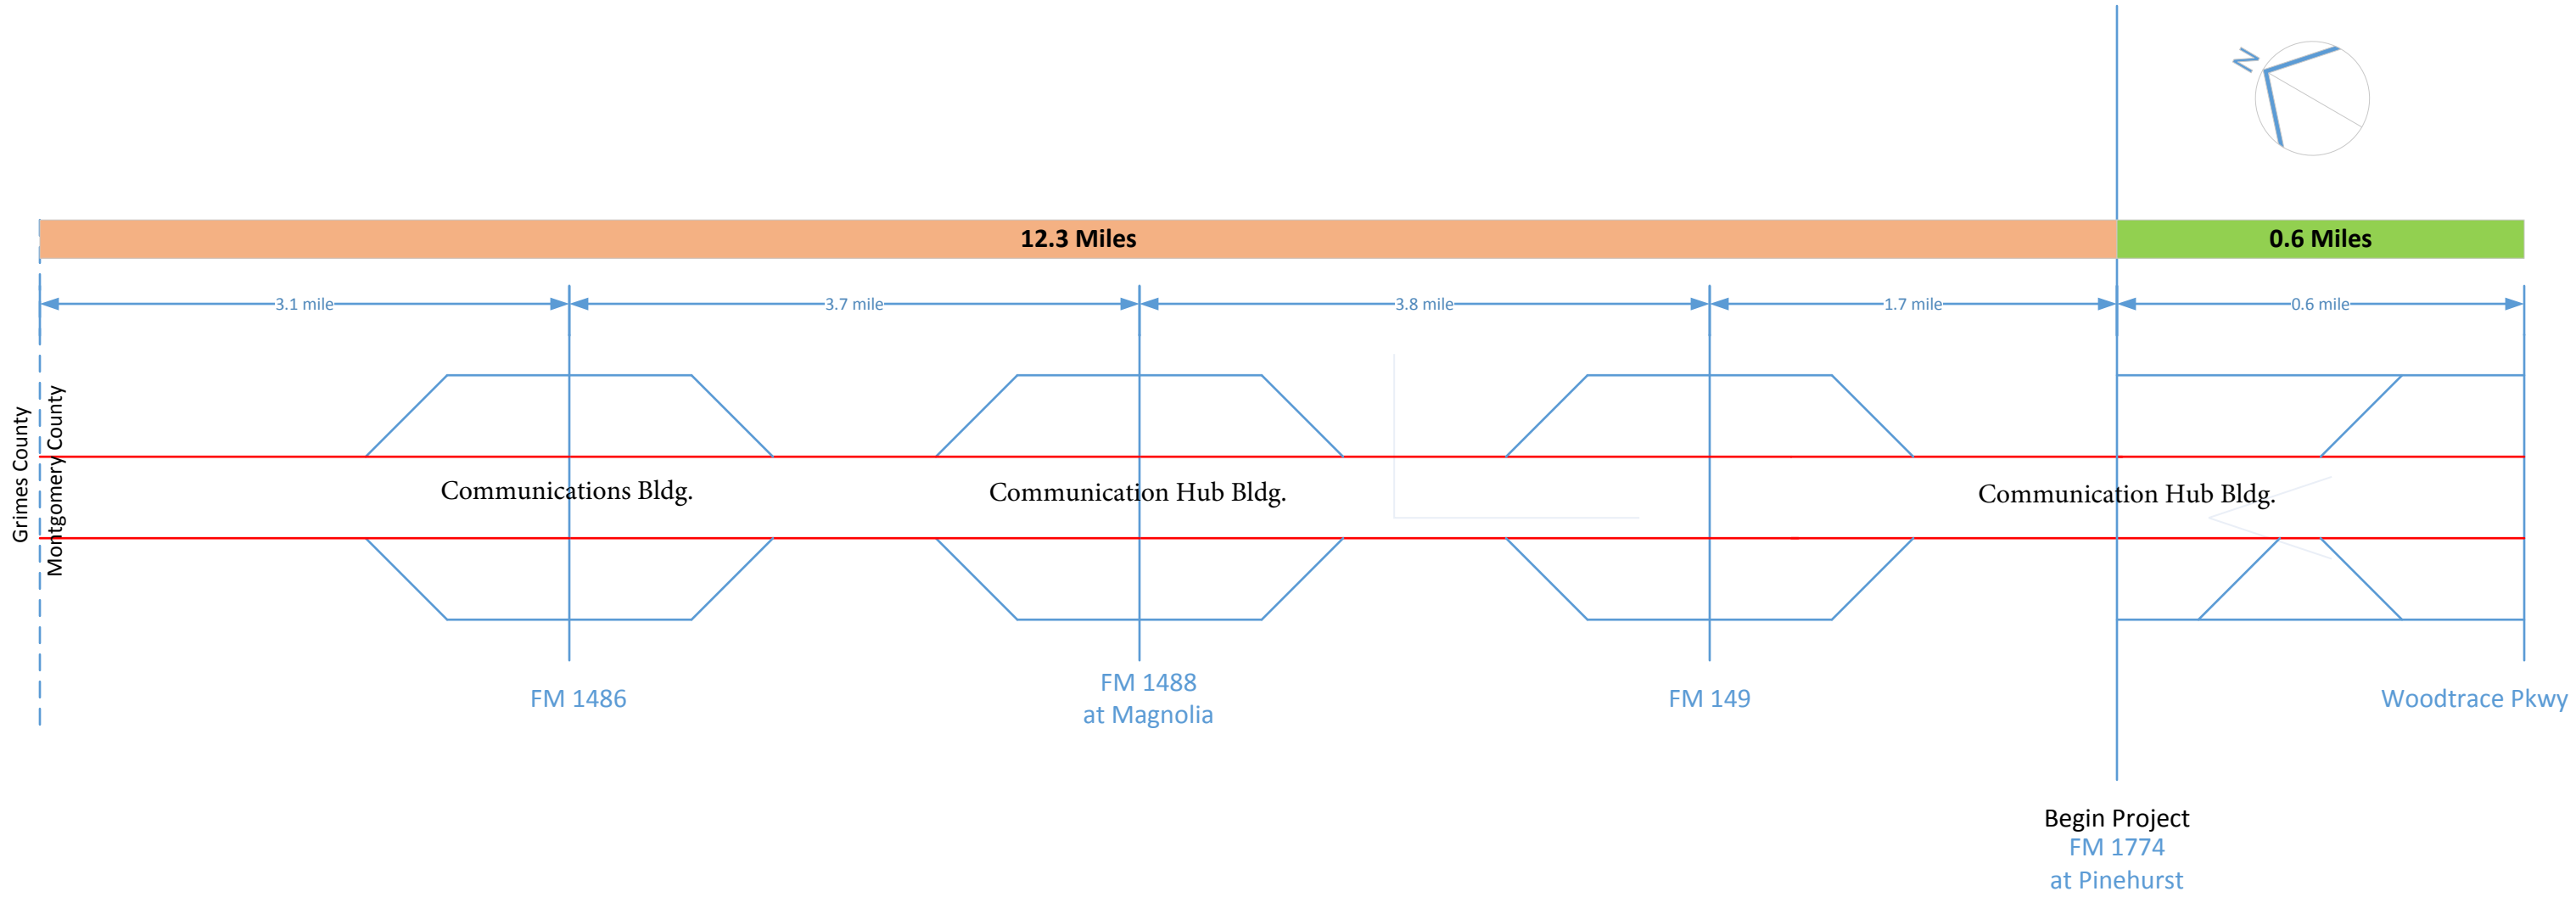 N
12.3 Miles
0.6 Miles
3.1 mile
3.7 mile
3.8 mile
1.7 mile
0.6 mile
Grimes County
Montgomery County
Communications Bldg.
Communication Hub Bldg.
Communication Hub Bldg.
FM 1486
FM 1488
at Magnolia
FM 149
Woodtrace Pkwy
Begin Project
FM 1774
at Pinehurst